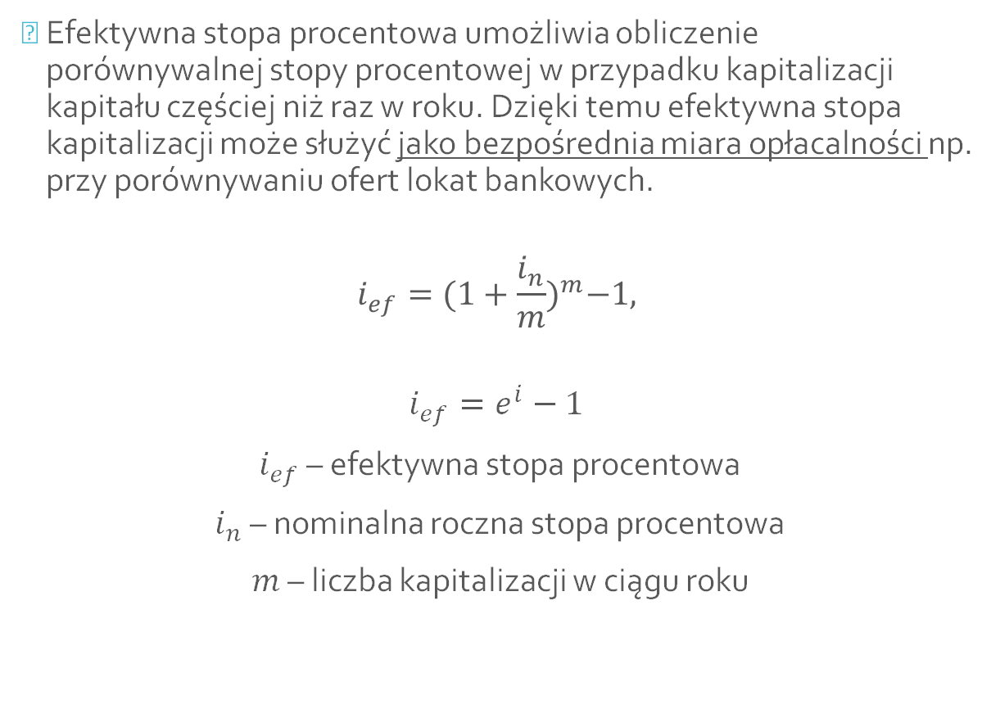 Efektywna stopa procentowa umożliwia obliczenie
porównywalnej stopy procentowej w przypadku kapitalizacji
kapitału częściej niż raz w roku. Dzięki temu efektywna stopa
kapitalizacji może służyć jako bezpośrednia miara opłacalności np.
przy porównywaniu ofert lokat bankowych.
i_{ef} = (1 + \frac{i_n}{m})^m − 1,
i_{ef} = e^i − 1
i_{ef} – efektywna stopa procentowa
i_n – nominalna roczna stopa procentowa
m – liczba kapitalizacji w ciągu roku